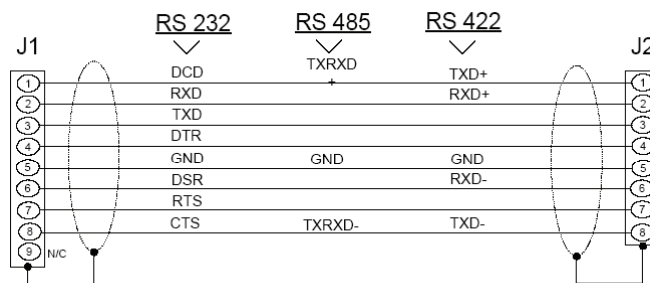 RS 232 RS 485 RS 422
J1 J2
DCD TXRXD TXD+
+
1 1
RXD RXD+
2 2
TXD
3 3
DTR
4 4
GND GND GND
5 5
DSR RXD-
6 6
RTS
7 7
CTS TXRXD- TXD-
8 8
9 N/C